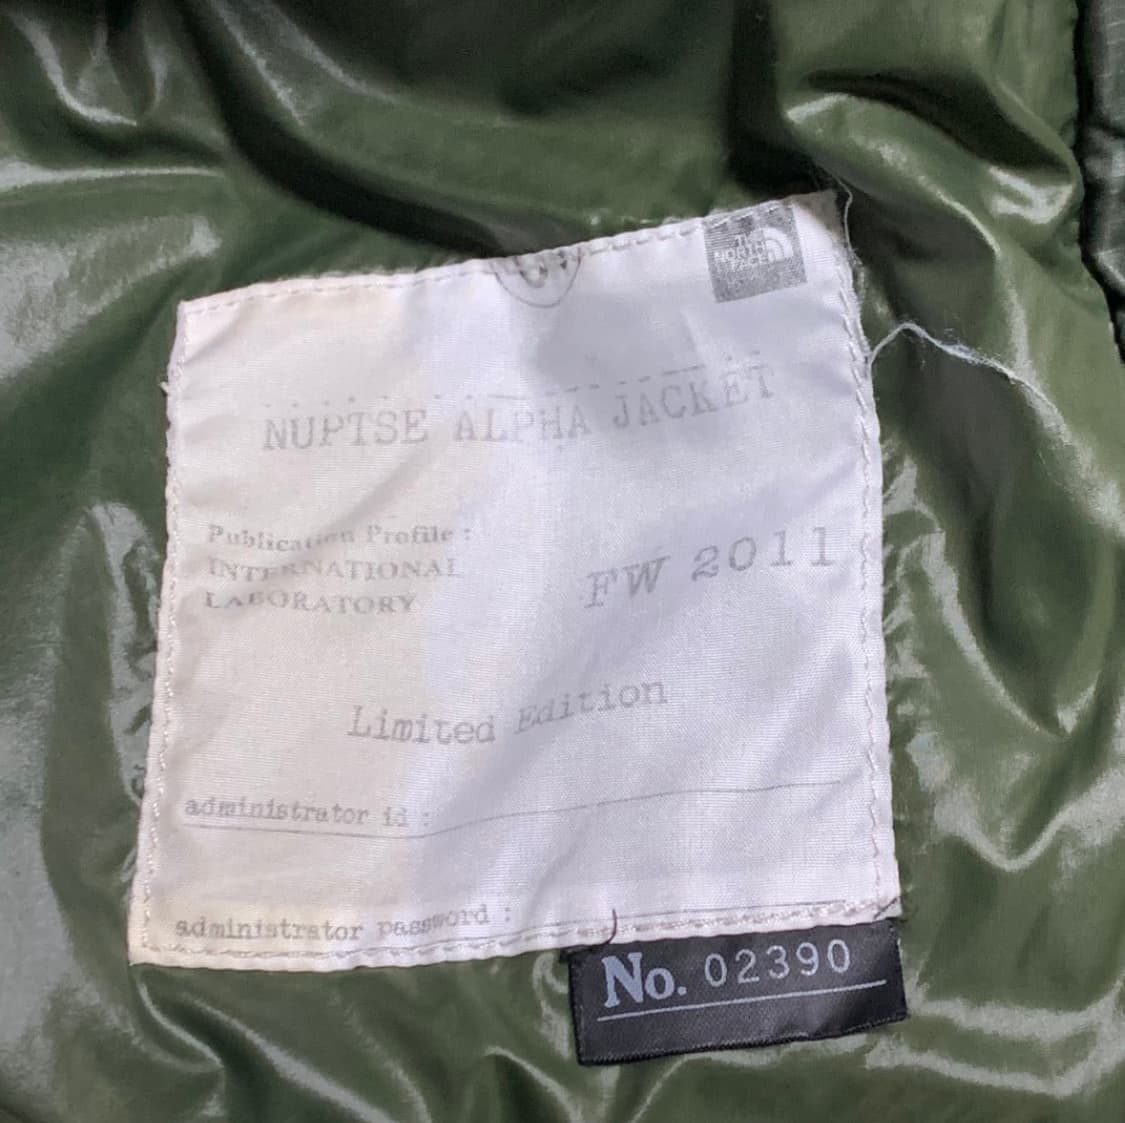 THE
NORTH
FACE
NUPTSE ALPHA JACKET
Publication Profile :
INTERNATIONAL
LABORATORY
FW 2011
Limited Edition
administrator id :
administrator password :
No. 02390